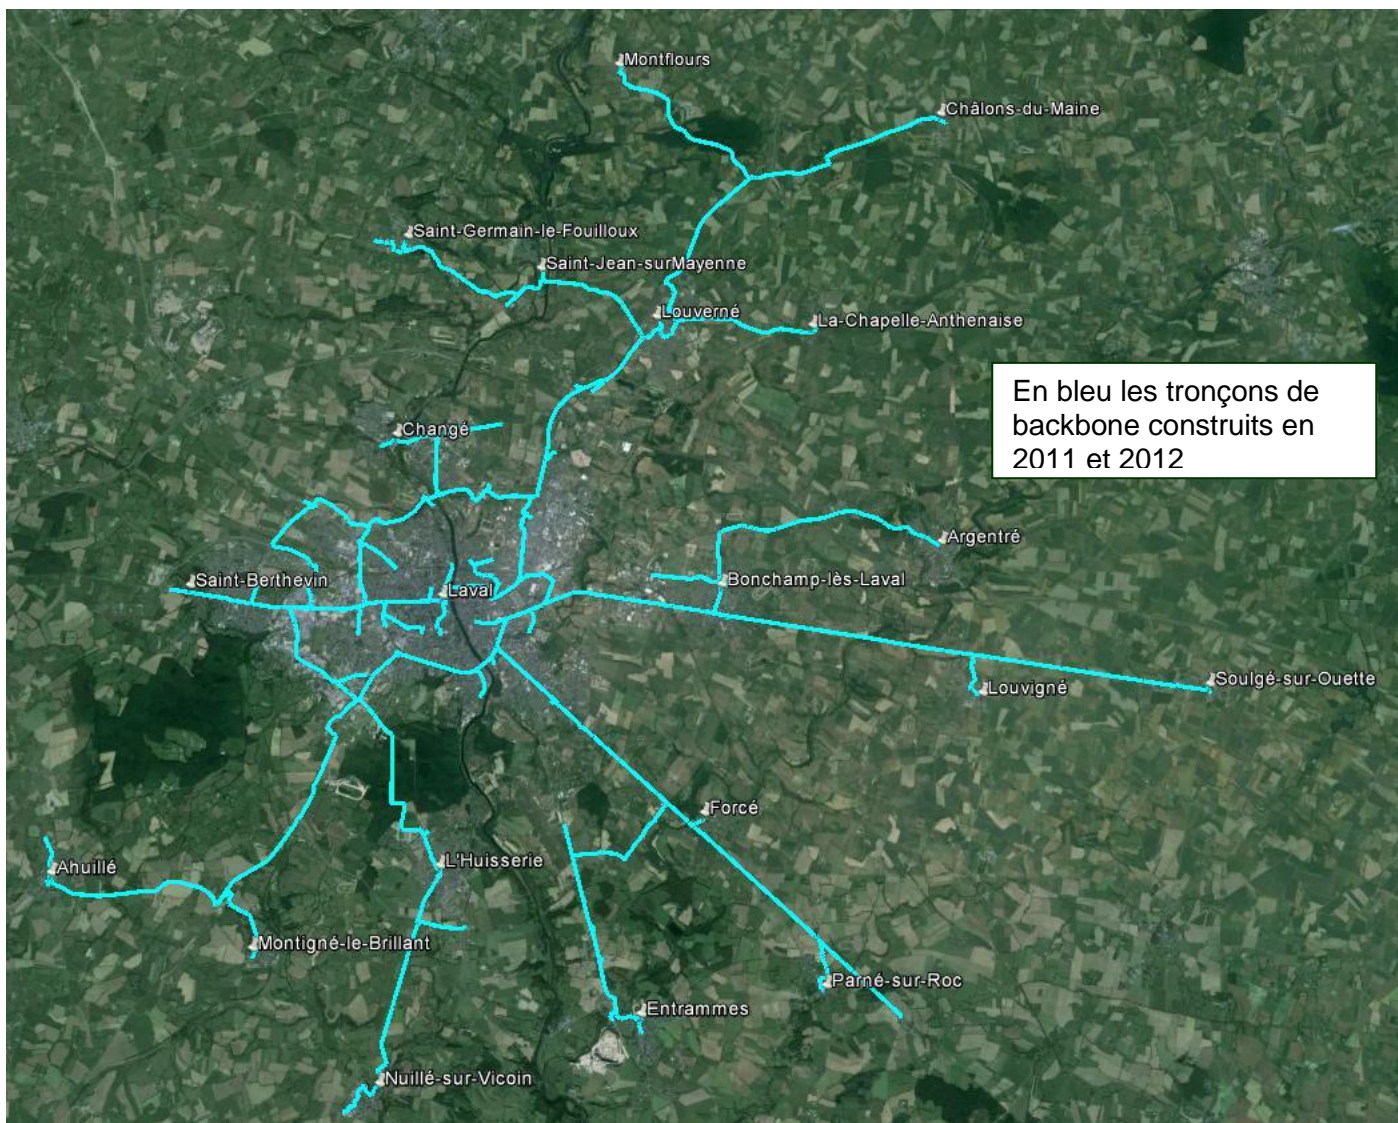 Montflours
Châlons-du-Maine
Saint-Germain-le-Fouilloux
Saint-Jean-surMayenne
Louverné
La-Chapelle-Anthenaise
En bleu les tronçons de
backbone construits en
2011 et 2012
Changé
Argentré
Saint-Berthevin
Laval
Bonchamp-lès-Laval
Louvigné
Soulgé-sur-Ouette
Forcé
Ahuillé
L'Huisserie
Montigné-le-Brillant
Parné-sur-Roc
Entrammes
Nuillé-sur-Vicoin